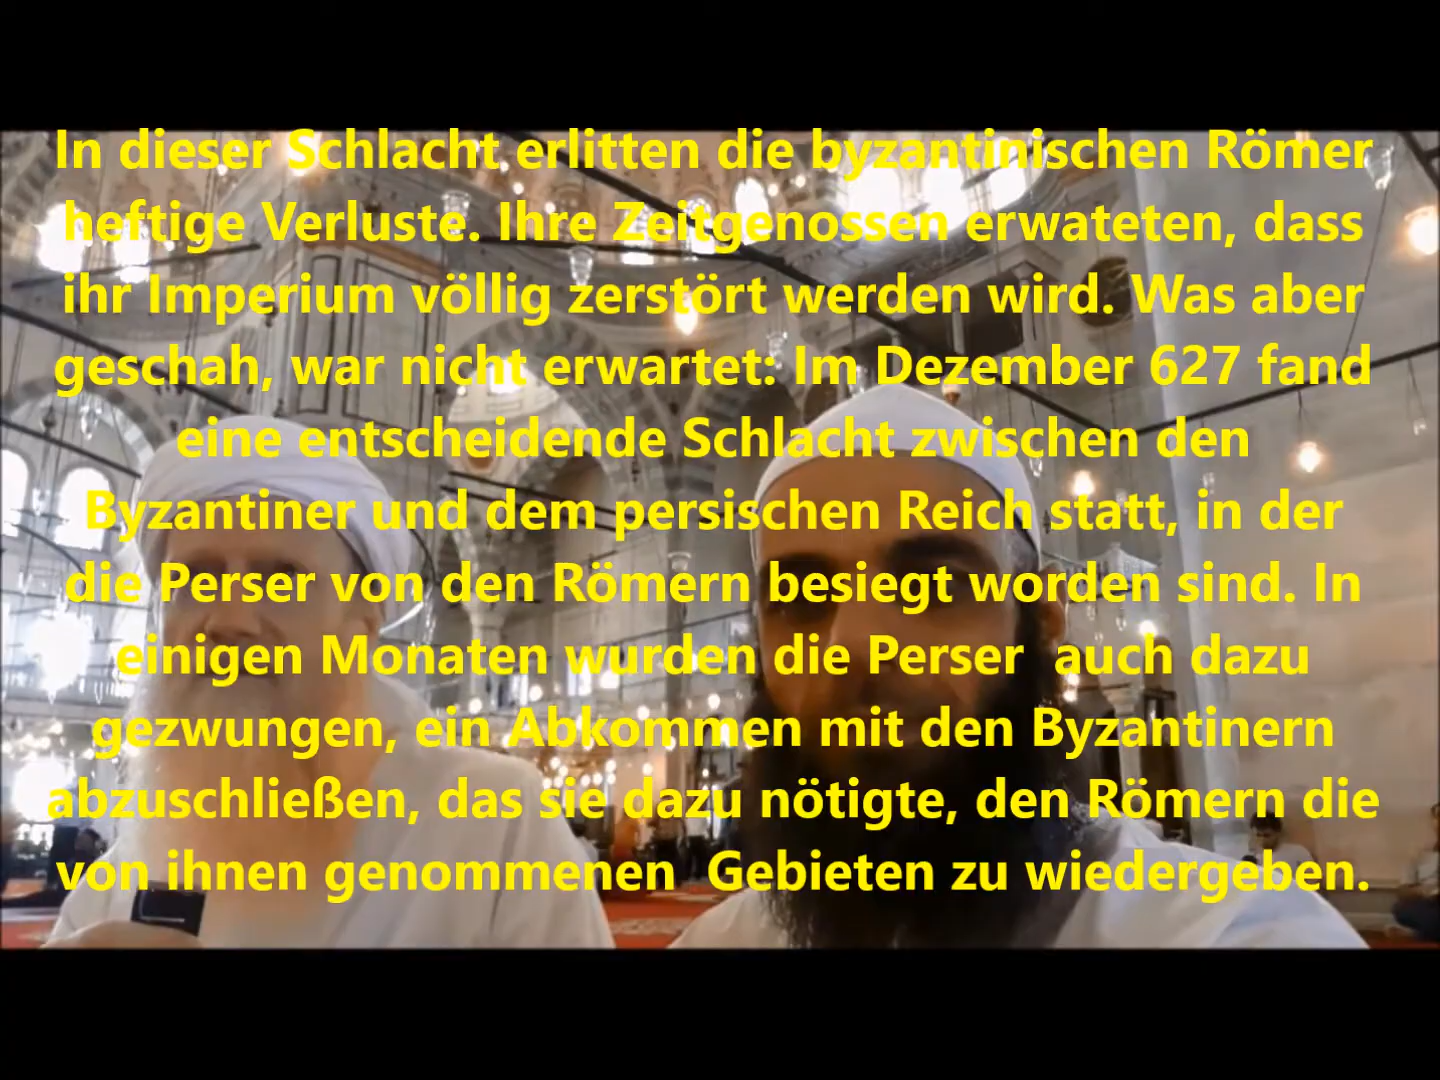 In dieser Schlacht erlitten die byzantinischen Römer
heftige Verluste. Ihre Zeitgenossen erwateten, dass
ihr Imperium völlig zerstört werden wird. Was aber
geschah, war nicht erwartet: Im Dezember 627 fand
eine entscheidende Schlacht zwischen den
Byzantiner und dem persischen Reich statt, in der
die Perser von den Römern besiegt worden sind. In
einigen Monaten wurden die Perser  auch dazu
gezwungen, ein Abkommen mit den Byzantinern
abzuschließen, das sie dazu nötigte, den Römern die
von ihnen genommenen  Gebieten zu wiedergeben.